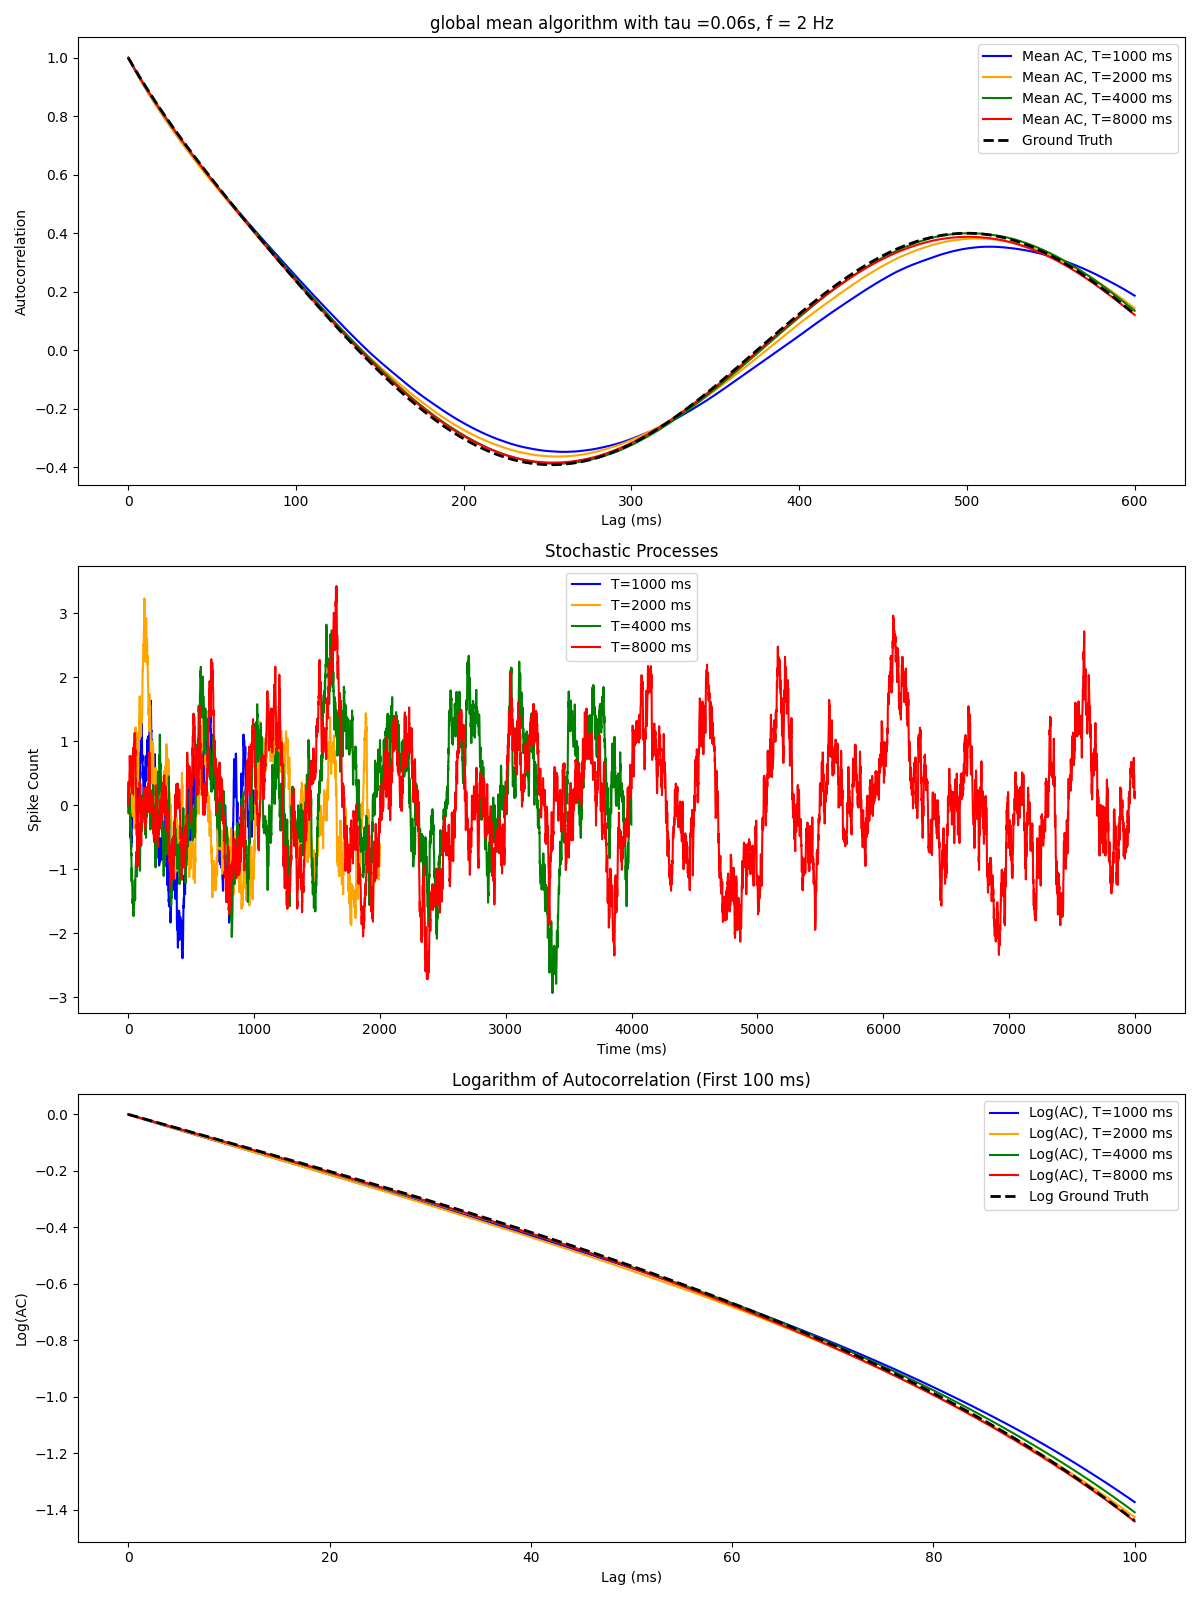 global mean algorithm with tau =0.06s, f = 2 Hz
Mean AC, T=1000 ms
Mean AC, T=2000 ms
Mean AC, T=4000 ms
Mean AC, T=8000 ms
Ground Truth
Autocorrelation
1.0
0.8
0.6
0.4
0.2
0.0
−0.2
−0.4
0 100 200 300 400 500 600
Lag (ms)
Stochastic Processes
T=1000 ms
T=2000 ms
T=4000 ms
T=8000 ms
Spike Count
3
2
1
0
−1
−2
−3
0 1000 2000 3000 4000 5000 6000 7000 8000
Time (ms)
Logarithm of Autocorrelation (First 100 ms)
Log(AC), T=1000 ms
Log(AC), T=2000 ms
Log(AC), T=4000 ms
Log(AC), T=8000 ms
Log Ground Truth
Log(AC)
0.0
−0.2
−0.4
−0.6
−0.8
−1.0
−1.2
−1.4
0 20 40 60 80 100
Lag (ms)